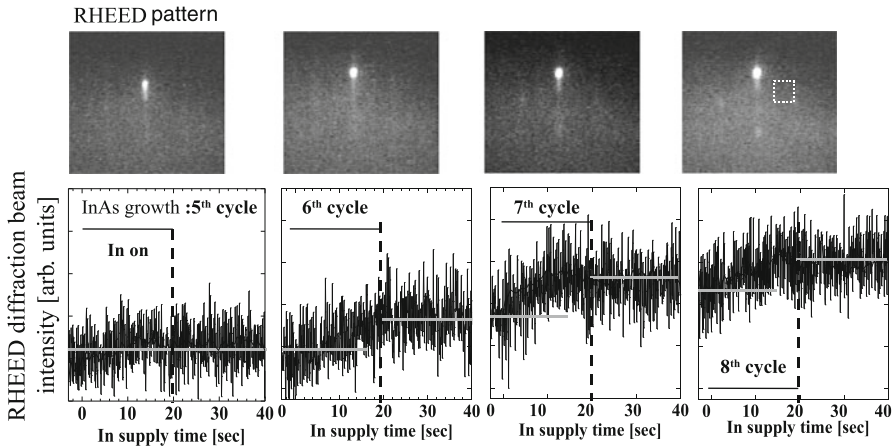 RHEED pattern
RHEED diffraction beam
intensity [arb. units]
InAs growth :5th cycle
In on
0 10 20 30 40
In supply time [sec]
6th cycle
0 10 20 30
In supply time [sec]
7th cycle
0 10 20 30 40
In supply time [sec]
8th cycle
0 10 20 30 40
In supply time [sec]